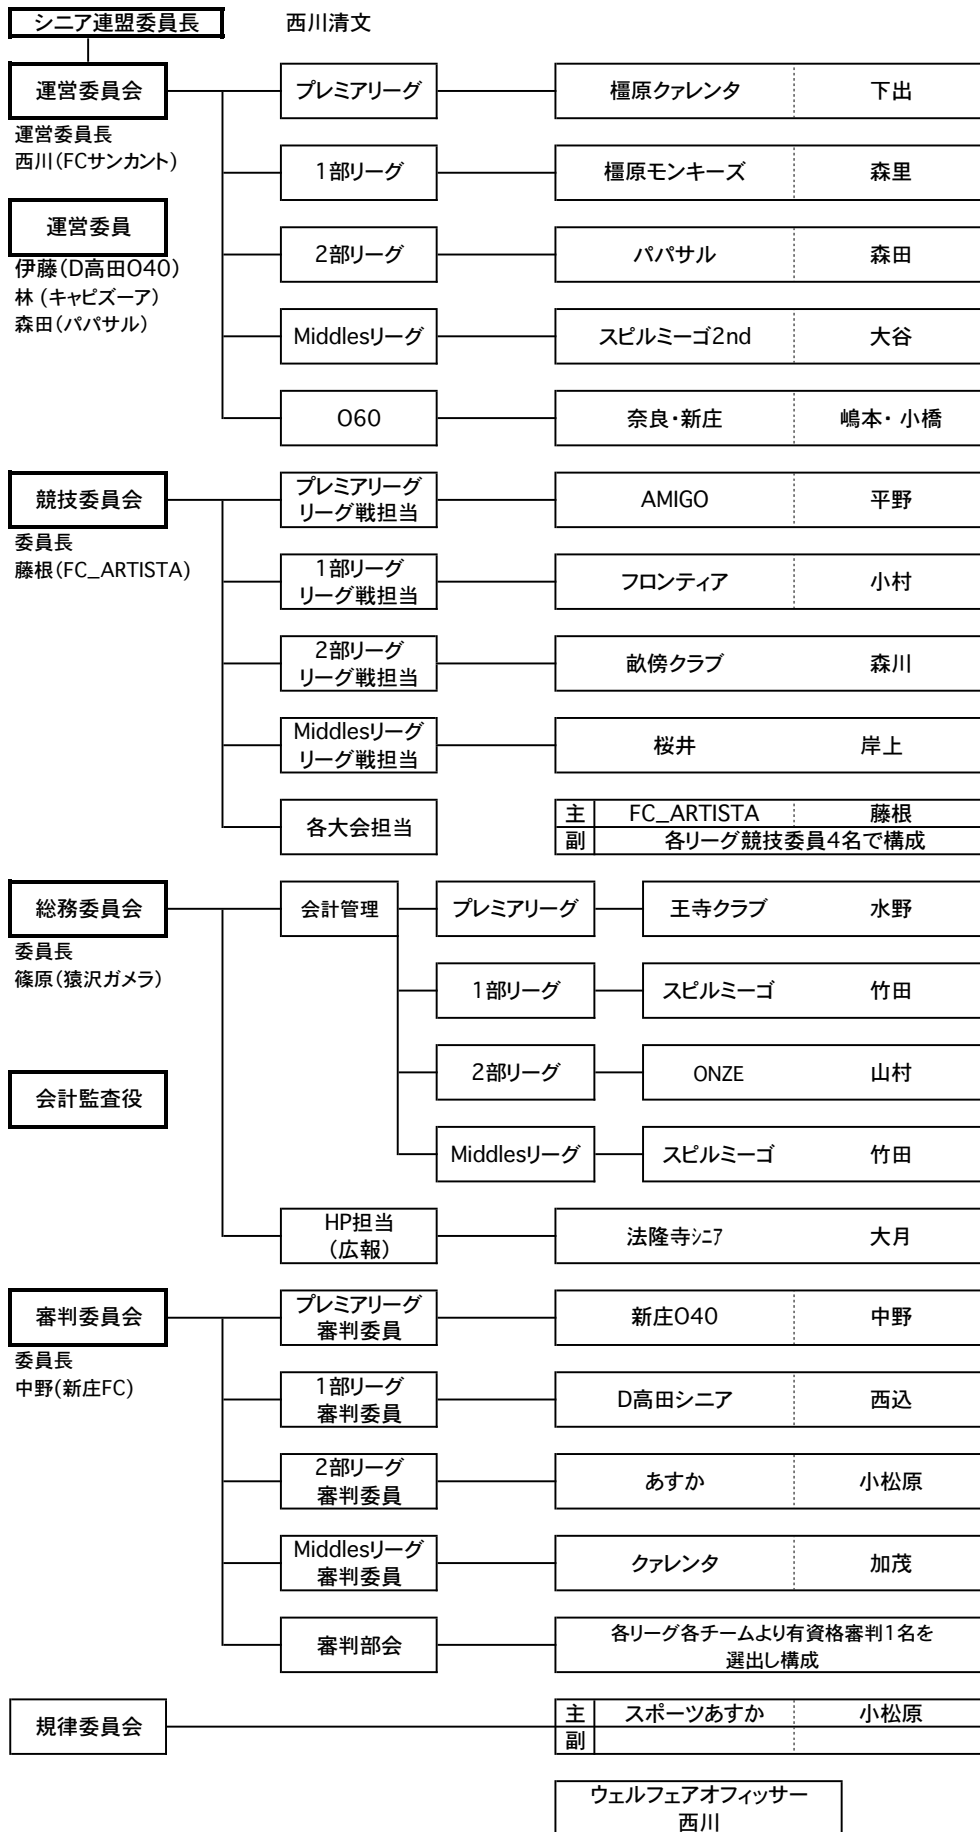 シニア連盟委員長 西川清文
運営委員会 プレミアリーグ 橿原クァレンタ 下出
運営委員長
西川(FCサンカント)
1部リーグ 橿原モンキーズ 森里
運営委員
2部リーグ パパサル 森田
伊藤(D高田O40)
林 (キャピズーア)
森田(パパサル)
Middlesリーグ スピルミーゴ2nd 大谷
O60 奈良・新庄 嶋本・ 小橋
競技委員会 プレミアリーグ
リーグ戦担当 AMIGO 平野
委員長
藤根(FC_ARTISTA)
1部リーグ
リーグ戦担当 フロンティア 小村
2部リーグ
リーグ戦担当 畝傍クラブ 森川
Middlesリーグ
リーグ戦担当 桜井 岸上
各大会担当
主 FC_ARTISTA 藤根
副 各リーグ競技委員4名で構成
総務委員会 会計管理 プレミアリーグ 王寺クラブ 水野
委員長
篠原(猿沢ガメラ)
1部リーグ スピルミーゴ 竹田
会計監査役
2部リーグ ONZE 山村
Middlesリーグ スピルミーゴ 竹田
HP担当
(広報) 法隆寺ｼﾆｱ 大月
審判委員会 プレミアリーグ
審判委員 新庄O40 中野
委員長
中野(新庄FC)
1部リーグ
審判委員 D高田シニア 西込
2部リーグ
審判委員 あすか 小松原
Middlesリーグ
審判委員 クァレンタ 加茂
審判部会 各リーグ各チームより有資格審判1名を
選出し構成
規律委員会
主 スポーツあすか 小松原
副
ウェルフェアオフィッサー
西川